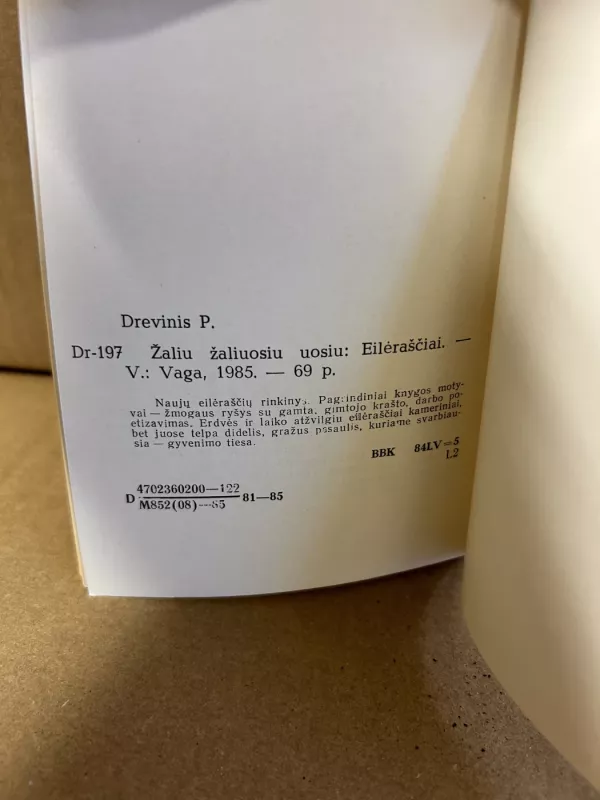 Drevinis P.
Dr-197 Žaliu žaliuosiu uosiu: Eilėraščiai. —
V.: Vaga, 1985. — 69 p.
Naujų eilėraščių rinkinys. Pagrindiniai knygos moty-
vai — žmogaus ryšys su gamta, gimtojo krašto, darbo po-
etizavimas. Erdvės ir laiko atžvilgiu eilėraščiai kameriniai,
bet juose telpa didelis, gražus pasaulis, kuriame svarbiau-
sia — gyvenimo tiesa.
BBK 84LV=5
L2
4702360200—122
D 81—85
M852(08)—85